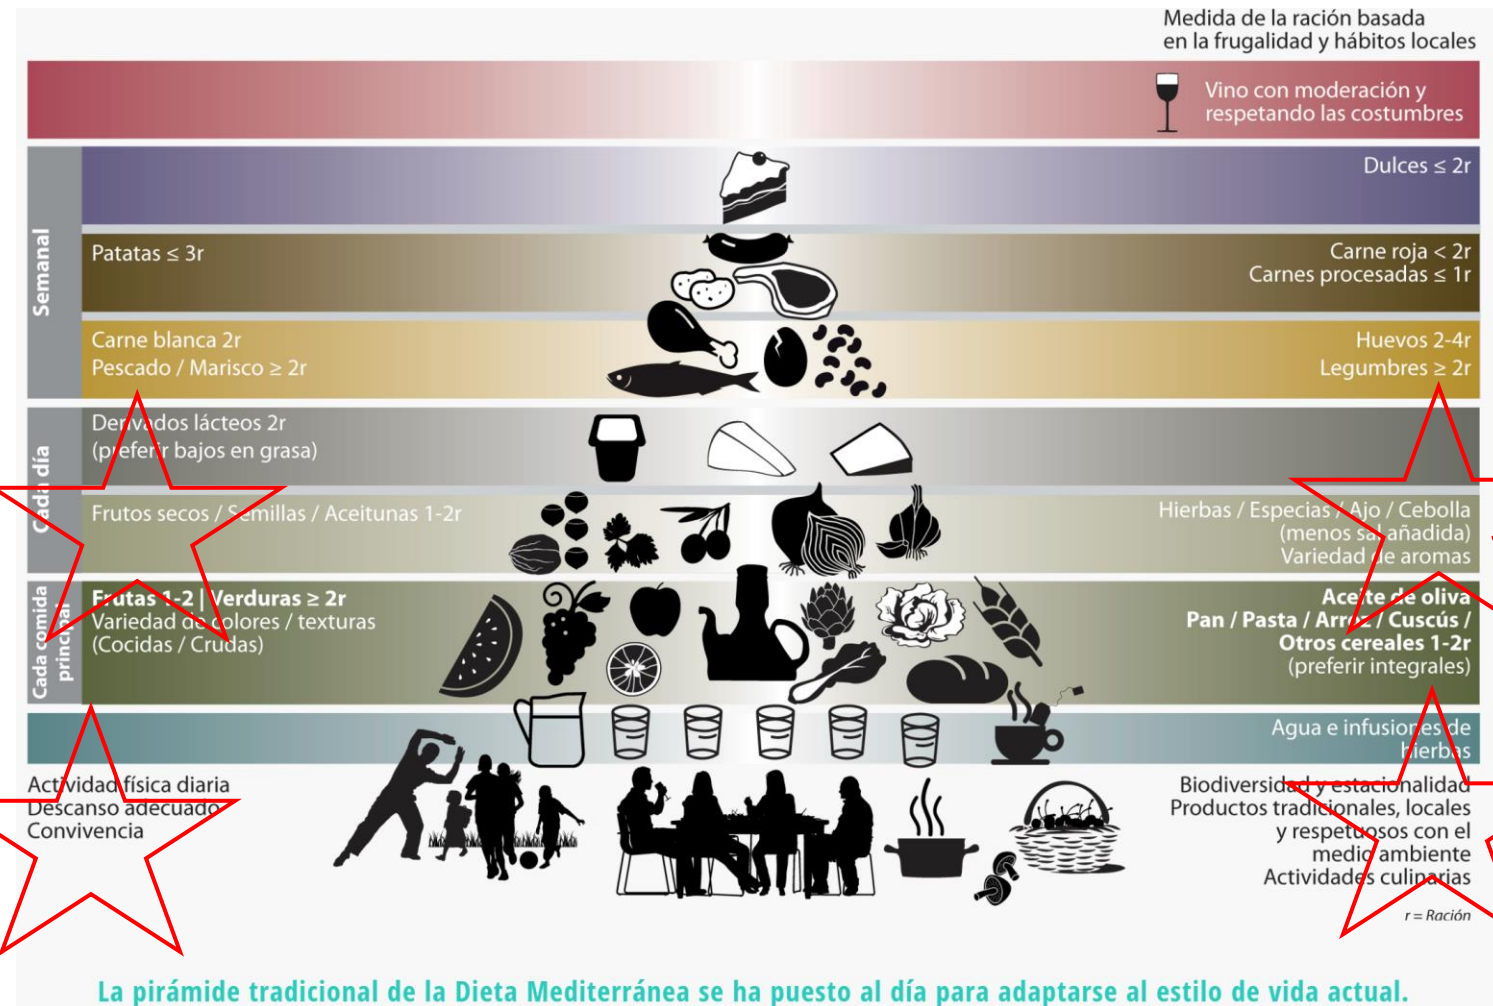 Medida de la ración basada
en la frugalidad y hábitos locales
Vino con moderación y
respetando las costumbres
Semanal
Dulces ≤ 2r
Patatas ≤ 3r
Carne roja < 2r
Carnes procesadas ≤ 1r
Carne blanca 2r
Pescado / Marisco ≥ 2r
Huevos 2-4r
Legumbres ≥ 2r
Cada día
Derivados lácteos 2r
(preferir bajos en grasa)
Frutos secos / Semillas / Aceitunas 1-2r
Hierbas / Especias / Ajo / Cebolla
(menos sal añadida)
Variedad de aromas
Cada comida
principal
Frutas 1-2 | Verduras ≥ 2r
Variedad de colores / texturas
(Cocidas / Crudas)
Aceite de oliva
Pan / Pasta / Arroz / Cuscús /
Otros cereales 1-2r
(preferir integrales)
Agua e infusiones de
hierbas
Actividad física diaria
Descanso adecuado
Convivencia
Biodiversidad y estacionalidad
Productos tradicionales, locales
y respetuosos con el
medio ambiente
Actividades culinarias
r = Ración
La pirámide tradicional de la Dieta Mediterránea se ha puesto al día para adaptarse al estilo de vida actual.